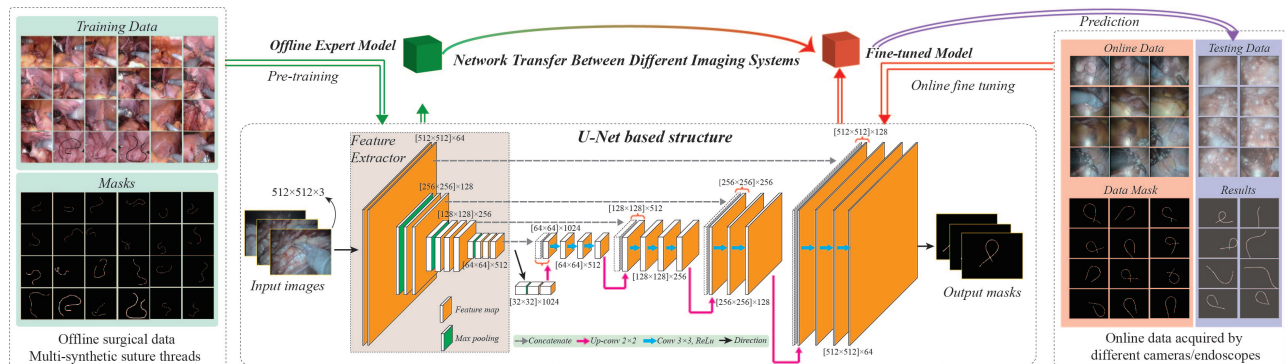 Training Data
Masks
Offline surgical data
Multi-synthetic suture threads
Offline Expert Model
Pre-training
Network Transfer Between Different Imaging Systems
Fine-tuned Model
Online fine tuning
Prediction
U-Net based structure
Feature
Extractor
512×512×3
Input images
[512×512]×64
[256×256]×128
[128×128]×256
[64×64]×512
[32×32]×1024
[64×64]×1024
[64×64]×512
[128×128]×512
[128×128]×256
[256×256]×256
[256×256]×128
[512×512]×128
[512×512]×64
Feature map
Max pooling
Concatenate
Up-conv 2×2
Conv 3×3, ReLu
Direction
Output masks
Online Data
Testing Data
Data Mask
Results
Online data acquired by
different cameras/endoscopes